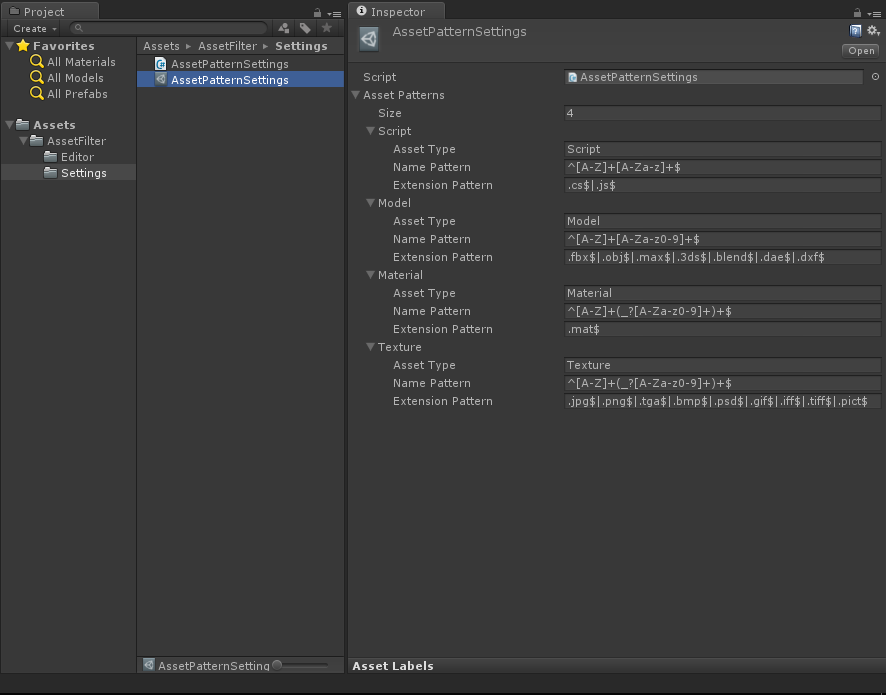 Project
Create
Favorites
All Materials
All Models
All Prefabs
Assets
AssetFilter
Editor
Settings
Assets ▸ AssetFilter ▸ Settings
AssetPatternSettings
AssetPatternSettings
AssetPatternSetting
Inspector
AssetPatternSettings
Open
Script AssetPatternSettings
Asset Patterns
Size 4
Script
Asset Type Script
Name Pattern ^[A-Z]+[A-Za-z]+$
Extension Pattern .cs$|.js$
Model
Asset Type Model
Name Pattern ^[A-Z]+[A-Za-z0-9]+$
Extension Pattern .fbx$|.obj$|.max$|.3ds$|.blend$|.dae$|.dxf$
Material
Asset Type Material
Name Pattern ^[A-Z]+(_?[A-Za-z0-9]+)+$
Extension Pattern .mat$
Texture
Asset Type Texture
Name Pattern ^[A-Z]+(_?[A-Za-z0-9]+)+$
Extension Pattern .jpg$|.png$|.tga$|.bmp$|.psd$|.gif$|.iff$|.tiff$|.pict$
Asset Labels